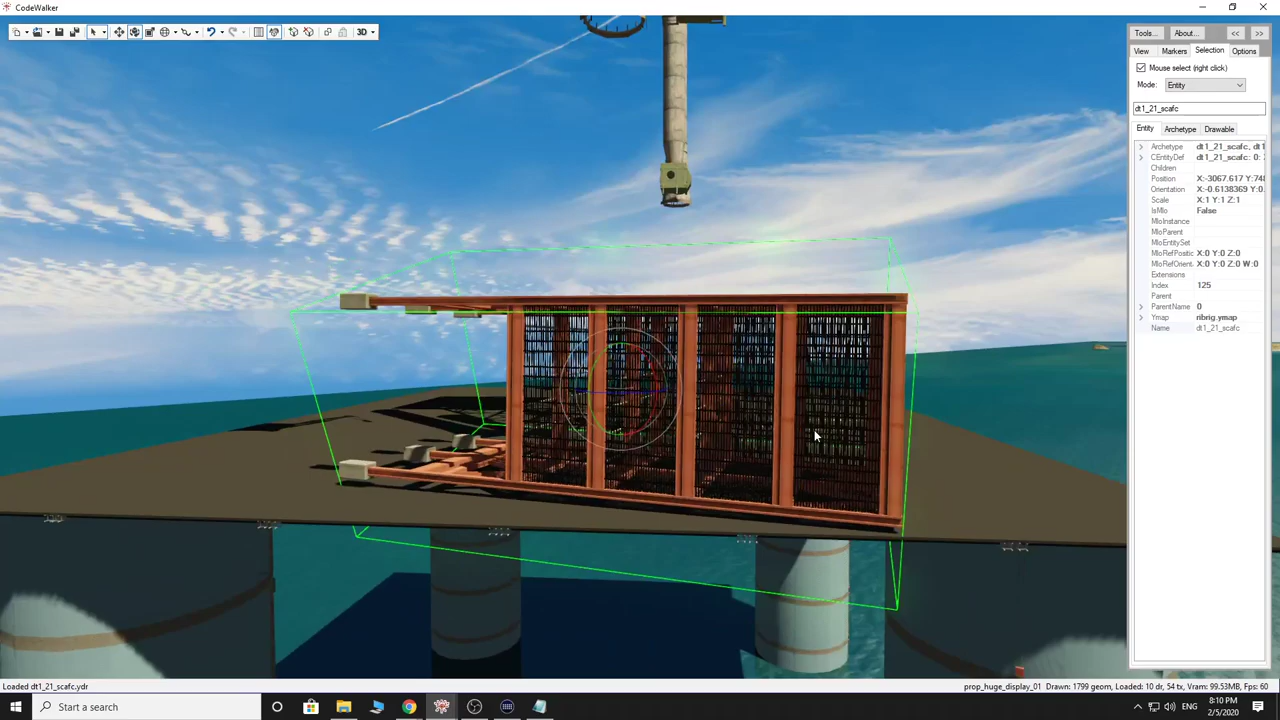 CodeWalker
3D
Tools...
About...
<<
>>
View
Markers
Selection
Options
Mouse select (right click)
Mode:
Entity
dt1_21_scafc
Entity
Archetype
Drawable
Archetype dt1_21_scafc, dt1
CEntityDef dt1_21_scafc: 0:
Children
Position X:-3067.617 Y:748
Orientation X:-0.6138369 Y:0.
Scale X:1 Y:1 Z:1
IsMlo False
MloInstance
MloParent
MloEntitySet
MloRefPositic X:0 Y:0 Z:0
MloRefOrient X:0 Y:0 Z:0 W:0
Extensions
Index 125
Parent
ParentName 0
Ymap ribrig.ymap
Name dt1_21_scafc
Loaded dt1_21_scafc.ydr
prop_huge_display_01 Drawn: 1799 geom, Loaded: 10 dr, 54 tx, Vram: 99.53MB, Fps: 60
Start a search
ENG
8:10 PM
2/5/2020